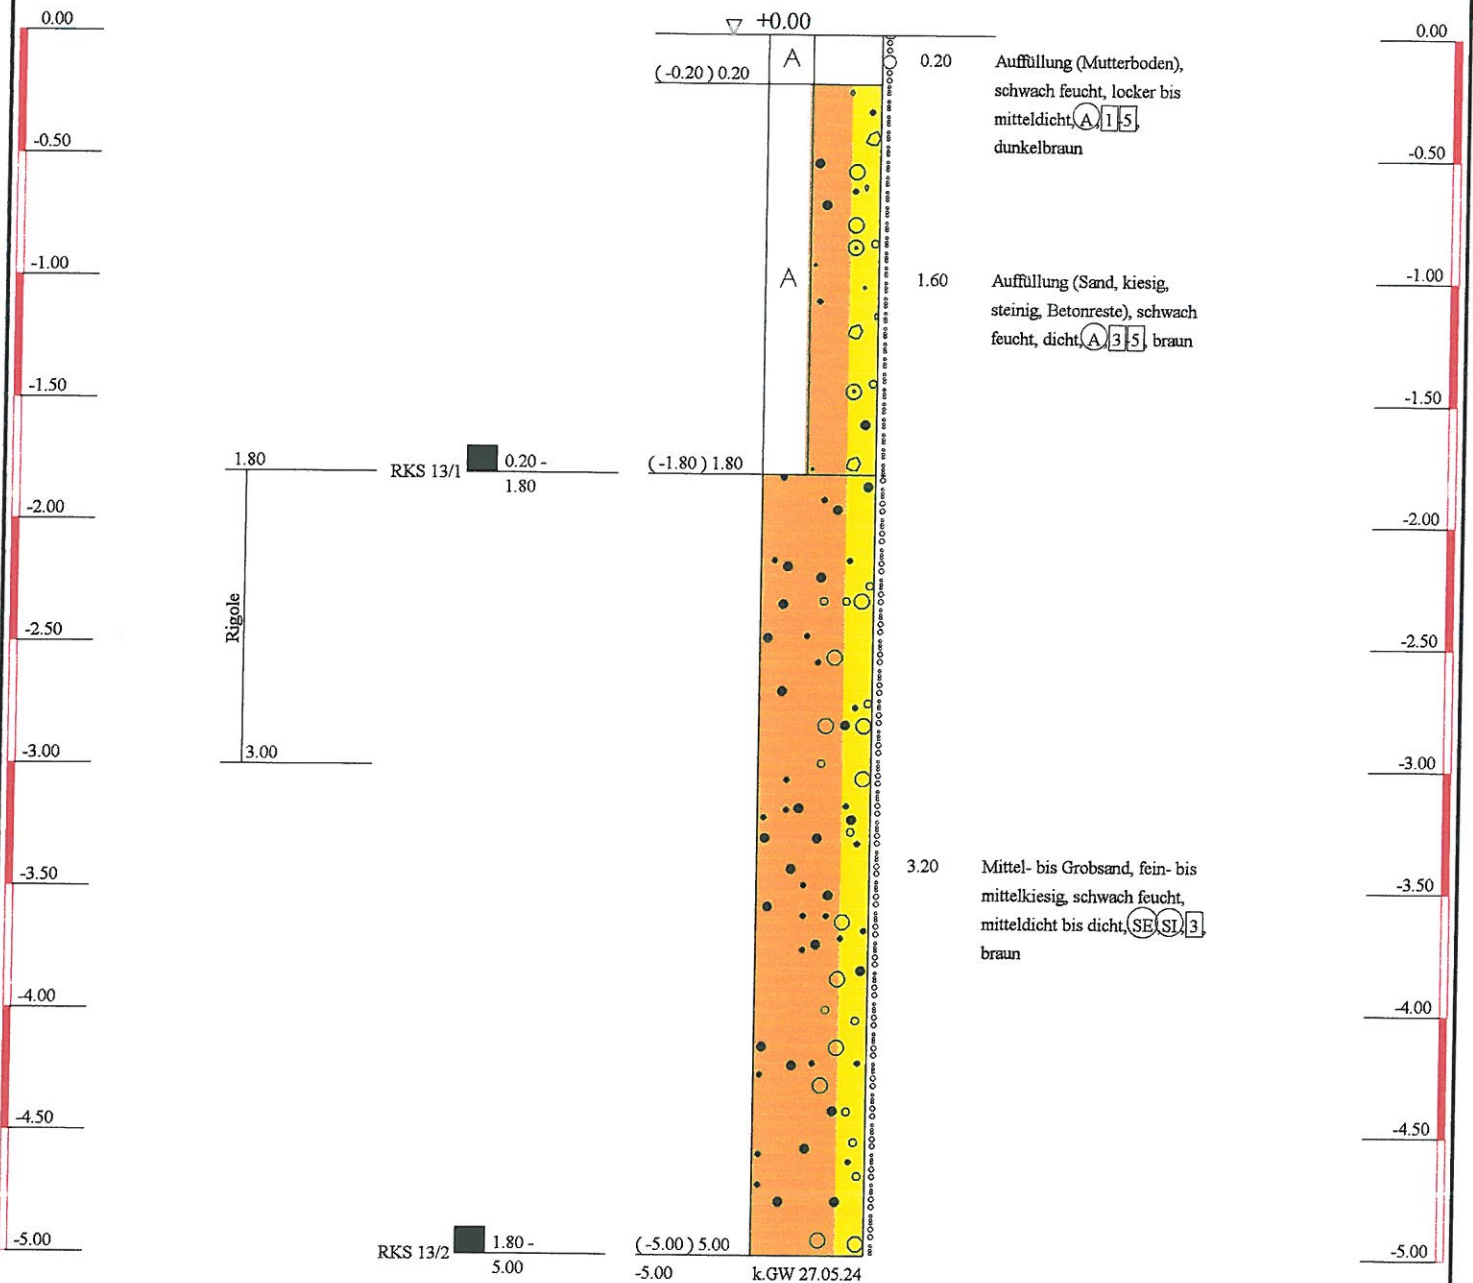 0.00
-0.50
-1.00
-1.50
-2.00
-2.50
-3.00
-3.50
-4.00
-4.50
-5.00
1.80
Rigole
3.00
RKS 13/1
0.20 -
1.80
RKS 13/2
1.80 -
5.00
+0.00
(-0.20) 0.20
A
A
(-1.80) 1.80
(-5.00) 5.00
-5.00
k.GW 27.05.24
0.20
Auffüllung (Mutterboden),
schwach feucht, locker bis
mitteldicht, A, 1-5,
dunkelbraun
1.60
Auffüllung (Sand, kiesig,
steinig, Betonreste), schwach
feucht, dicht, A, 3-5, braun
3.20
Mittel- bis Grobsand, fein- bis
mittelkiesig, schwach feucht,
mitteldicht bis dicht, SE, SI, 3,
braun
0.00
-0.50
-1.00
-1.50
-2.00
-2.50
-3.00
-3.50
-4.00
-4.50
-5.00